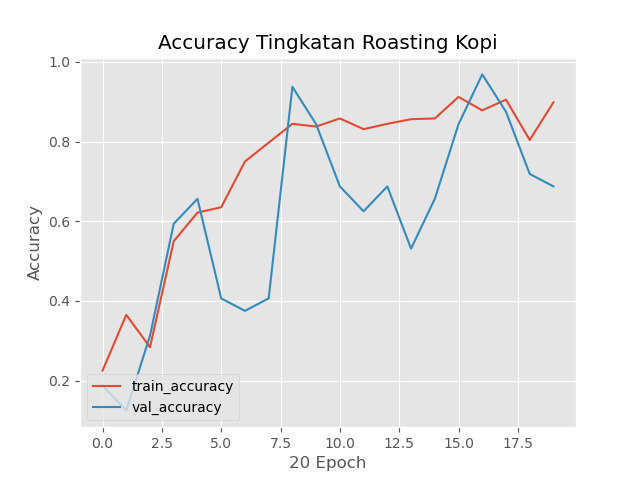 Accuracy Tingkatan Roasting Kopi
1.0
0.8
0.6
0.4
0.2
Accuracy
train_accuracy
val_accuracy
0.0 2.5 5.0 7.5 10.0 12.5 15.0 17.5
20 Epoch